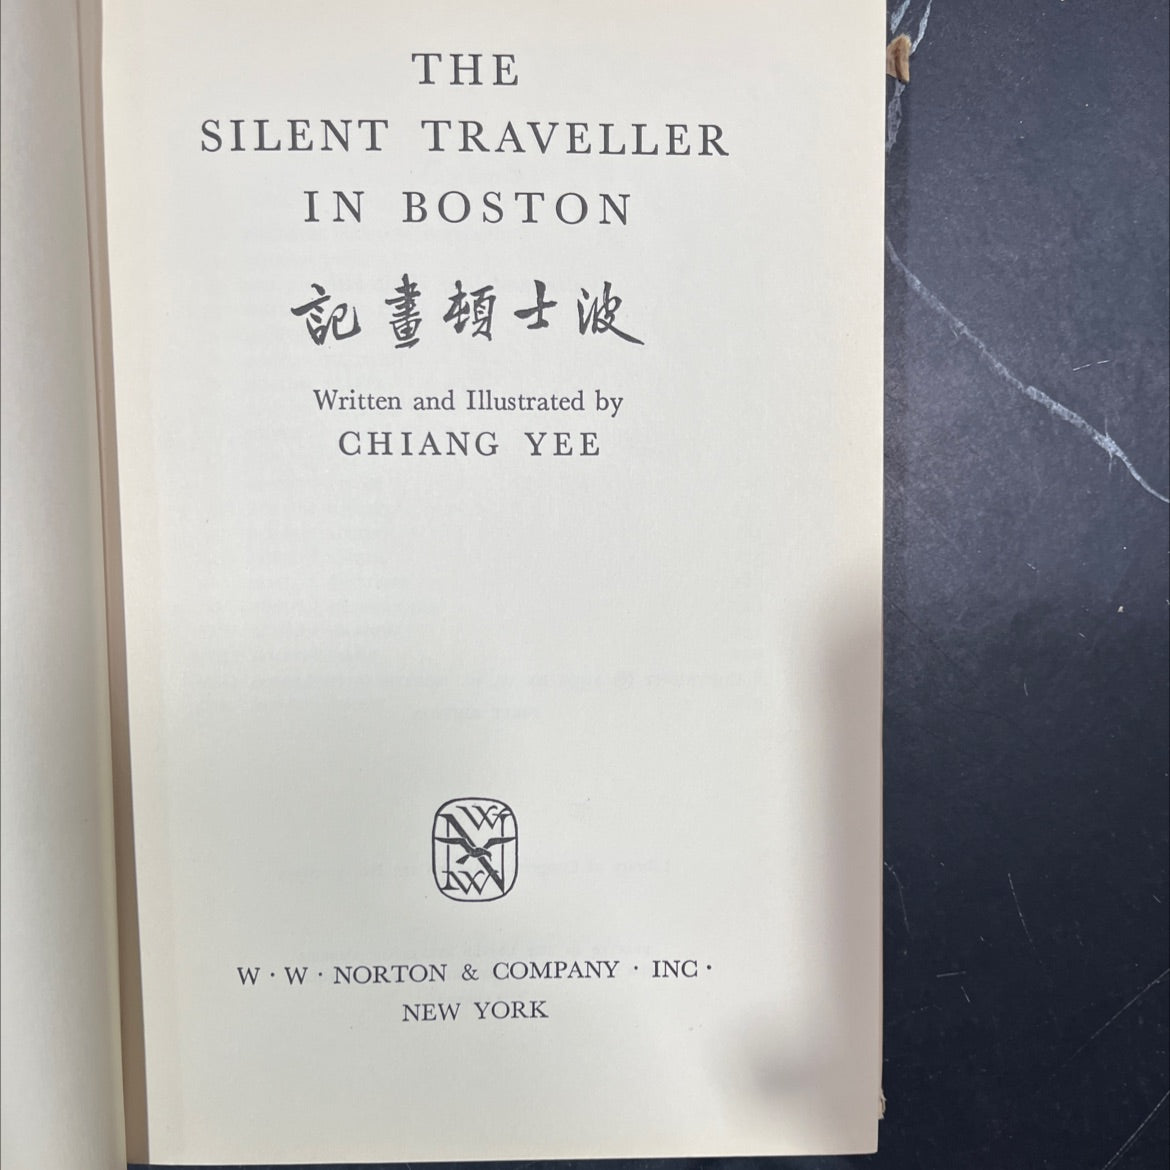 THE
SILENT TRAVELLER
IN BOSTON
記畫頓士波
Written and Illustrated by
CHIANG YEE
W · W · NORTON & COMPANY · INC ·
NEW YORK